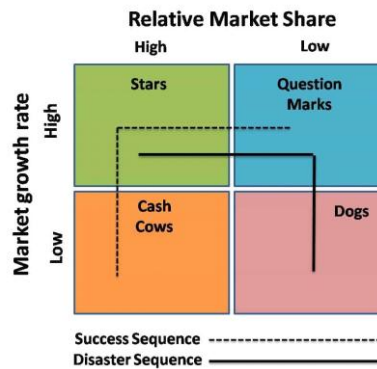 Relative Market Share
High Low
Market growth rate
High
Low
Stars
Question
Marks
Cash
Cows
Dogs
Success Sequence
Disaster Sequence